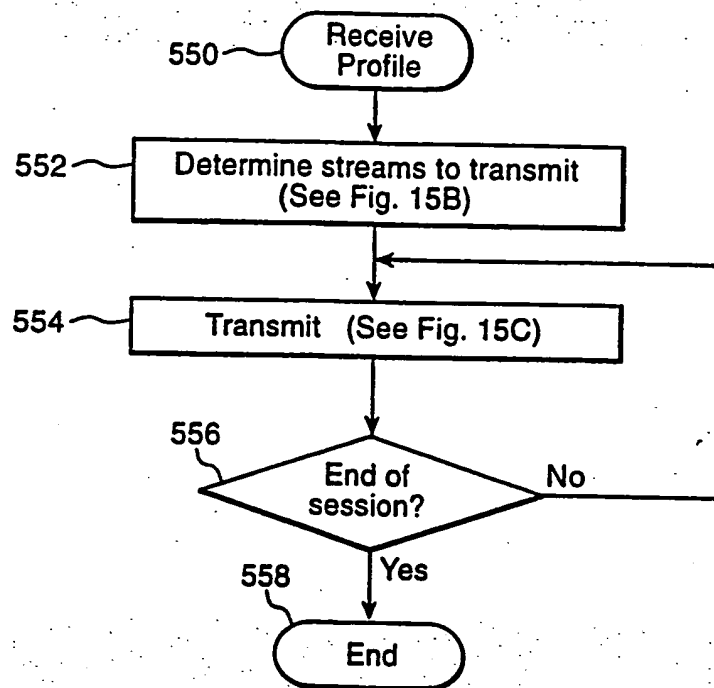 550
Receive
Profile
552
Determine streams to transmit
(See Fig. 15B)
554
Transmit (See Fig. 15C)
556
End of
session?
No
Yes
558
End